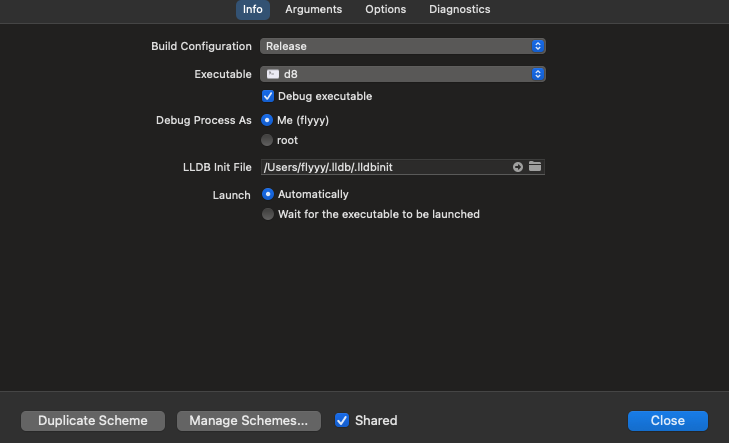 Info Arguments Options Diagnostics
Build Configuration Release
Executable d8
Debug executable
Debug Process As Me (flyyy)
root
LLDB Init File /Users/flyyy/.lldb/.lldbinit
Launch Automatically
Wait for the executable to be launched
Duplicate Scheme Manage Schemes... Shared Close